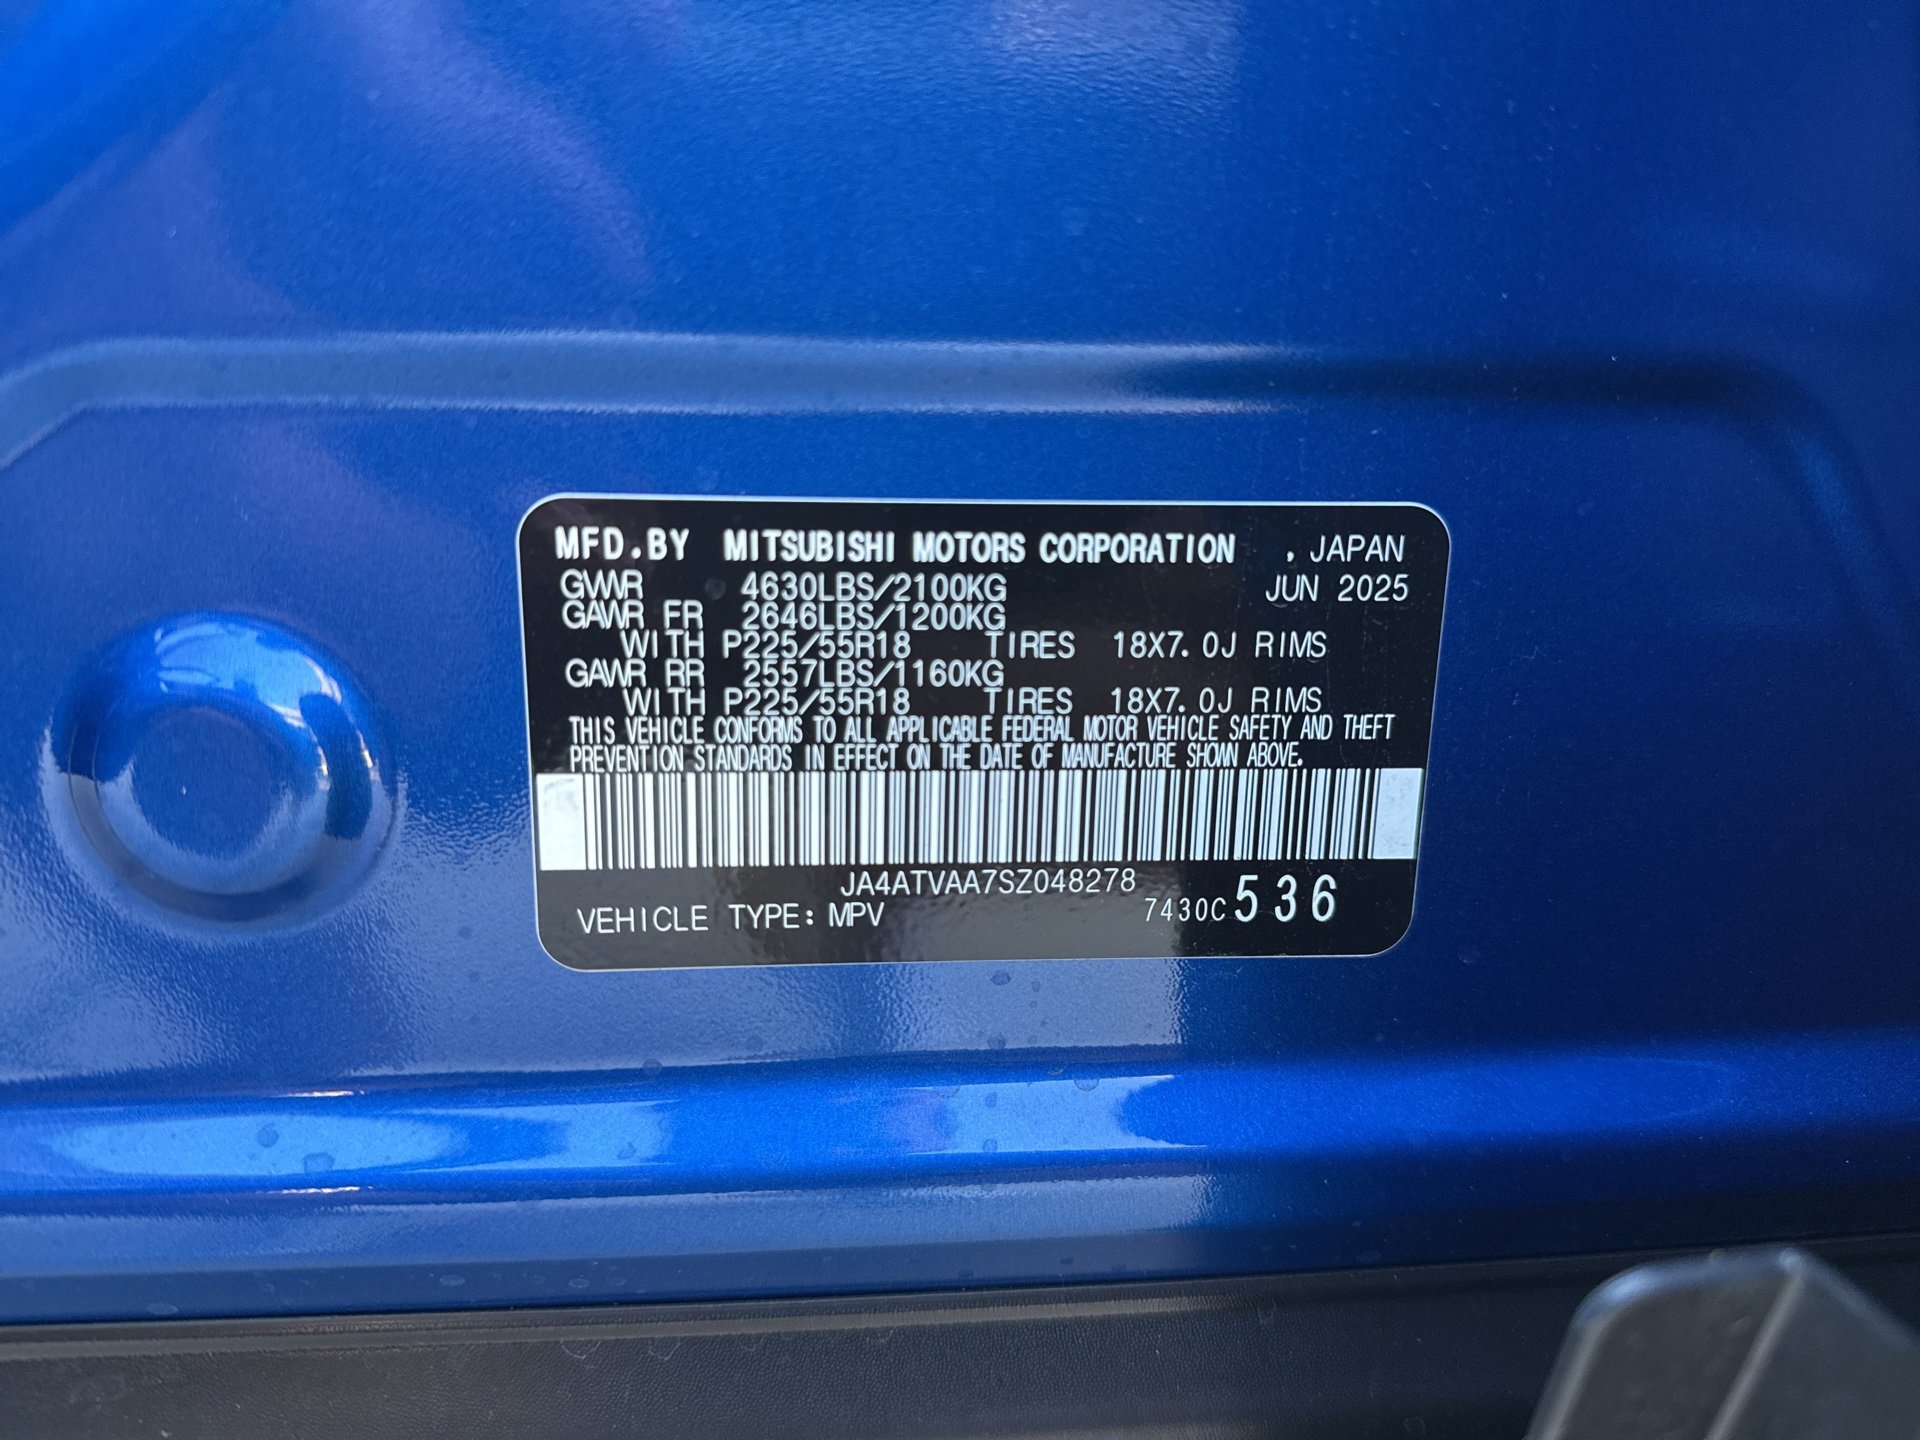 MFD.BY MITSUBISHI MOTORS CORPORATION , JAPAN
GVWR 4630LBS/2100KG JUN 2025
GAWR FR 2646LBS/1200KG
WITH P225/55R18 TIRES 18X7.0J RIMS
GAWR RR 2557LBS/1160KG
WITH P225/55R18 TIRES 18X7.0J RIMS
THIS VEHICLE CONFORMS TO ALL APPLICABLE FEDERAL MOTOR VEHICLE SAFETY AND THEFT
PREVENTION STANDARDS IN EFFECT ON THE DATE OF MANUFACTURE SHOWN ABOVE.
JA4ATVAA7SZ048278
VEHICLE TYPE: MPV 7430C 536